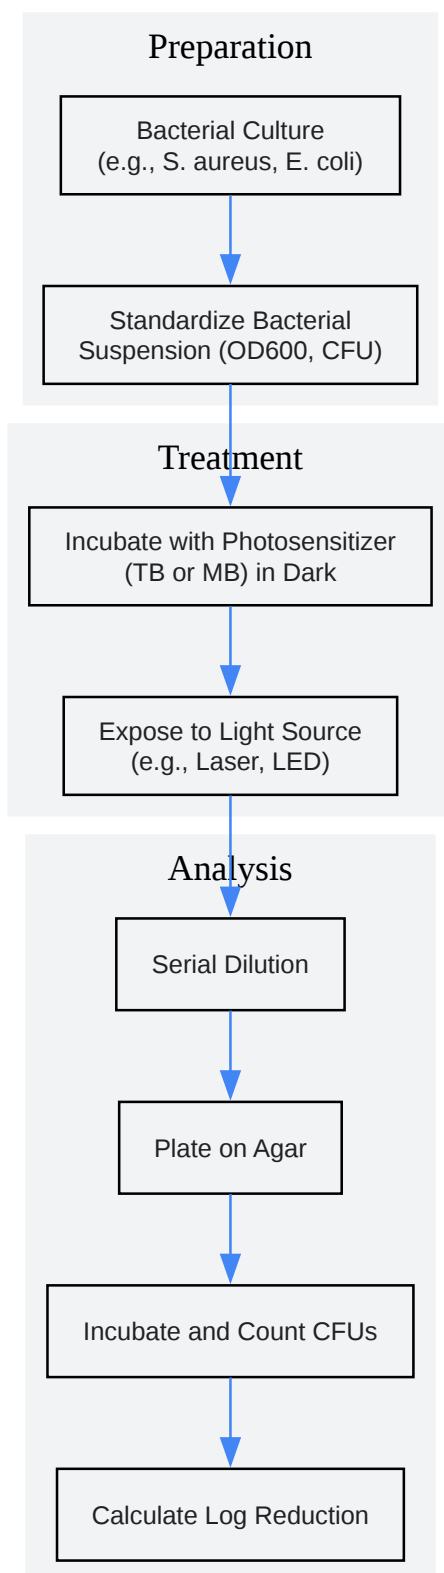 Preparation
Bacterial Culture
(e.g., S. aureus, E. coli)
Standardize Bacterial
Suspension (OD600, CFU)
Treatment
Incubate with Photosensitizer
(TB or MB) in Dark
Expose to Light Source
(e.g., Laser, LED)
Analysis
Serial Dilution
Plate on Agar
Incubate and Count CFUs
Calculate Log Reduction